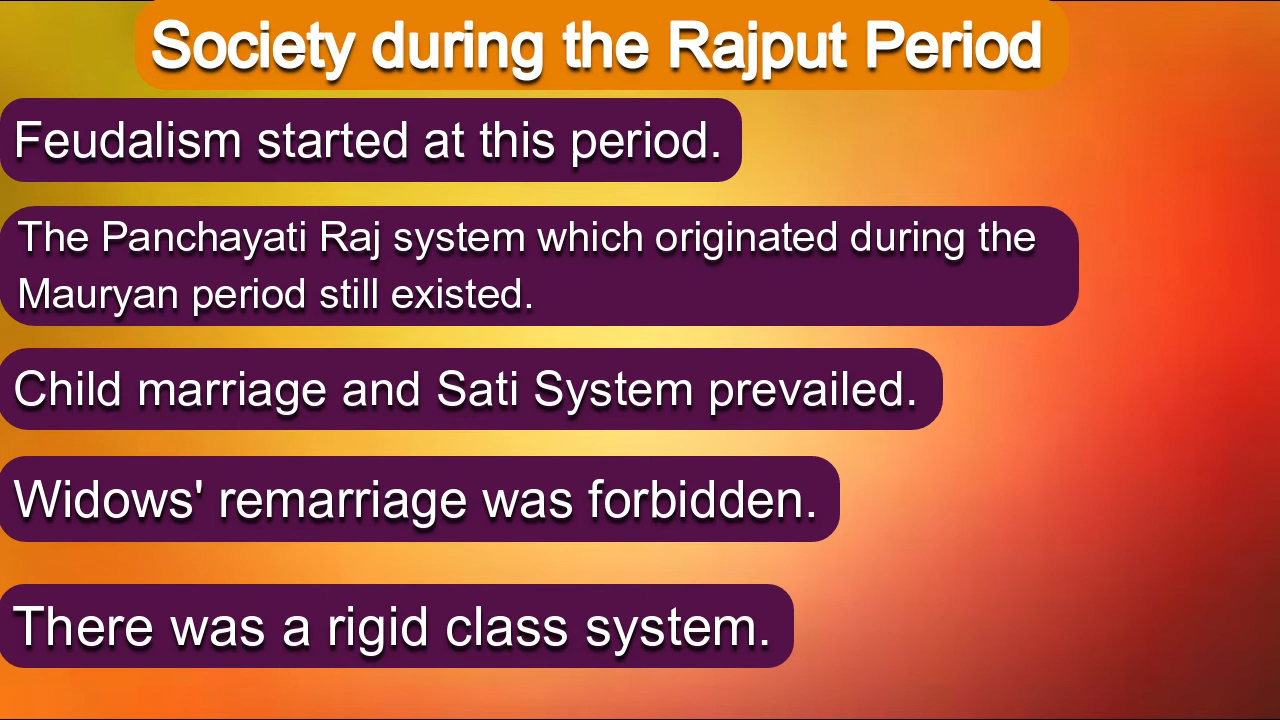 Society during the Rajput Period
Feudalism started at this period.
The Panchayati Raj system which originated during the
Mauryan period still existed.
Child marriage and Sati System prevailed.
Widows' remarriage was forbidden.
There was a rigid class system.